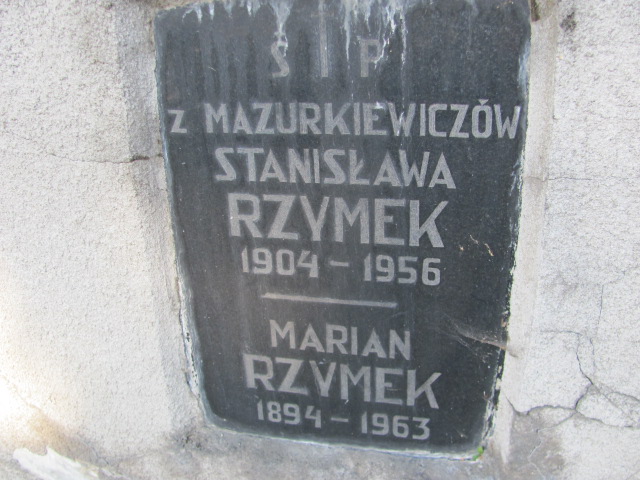 S P
z MAZURKIEWICZÓW
STANISŁAWA
RZYMEK
1904 - 1956
MARIAN
RZYMEK
1894 - 1963